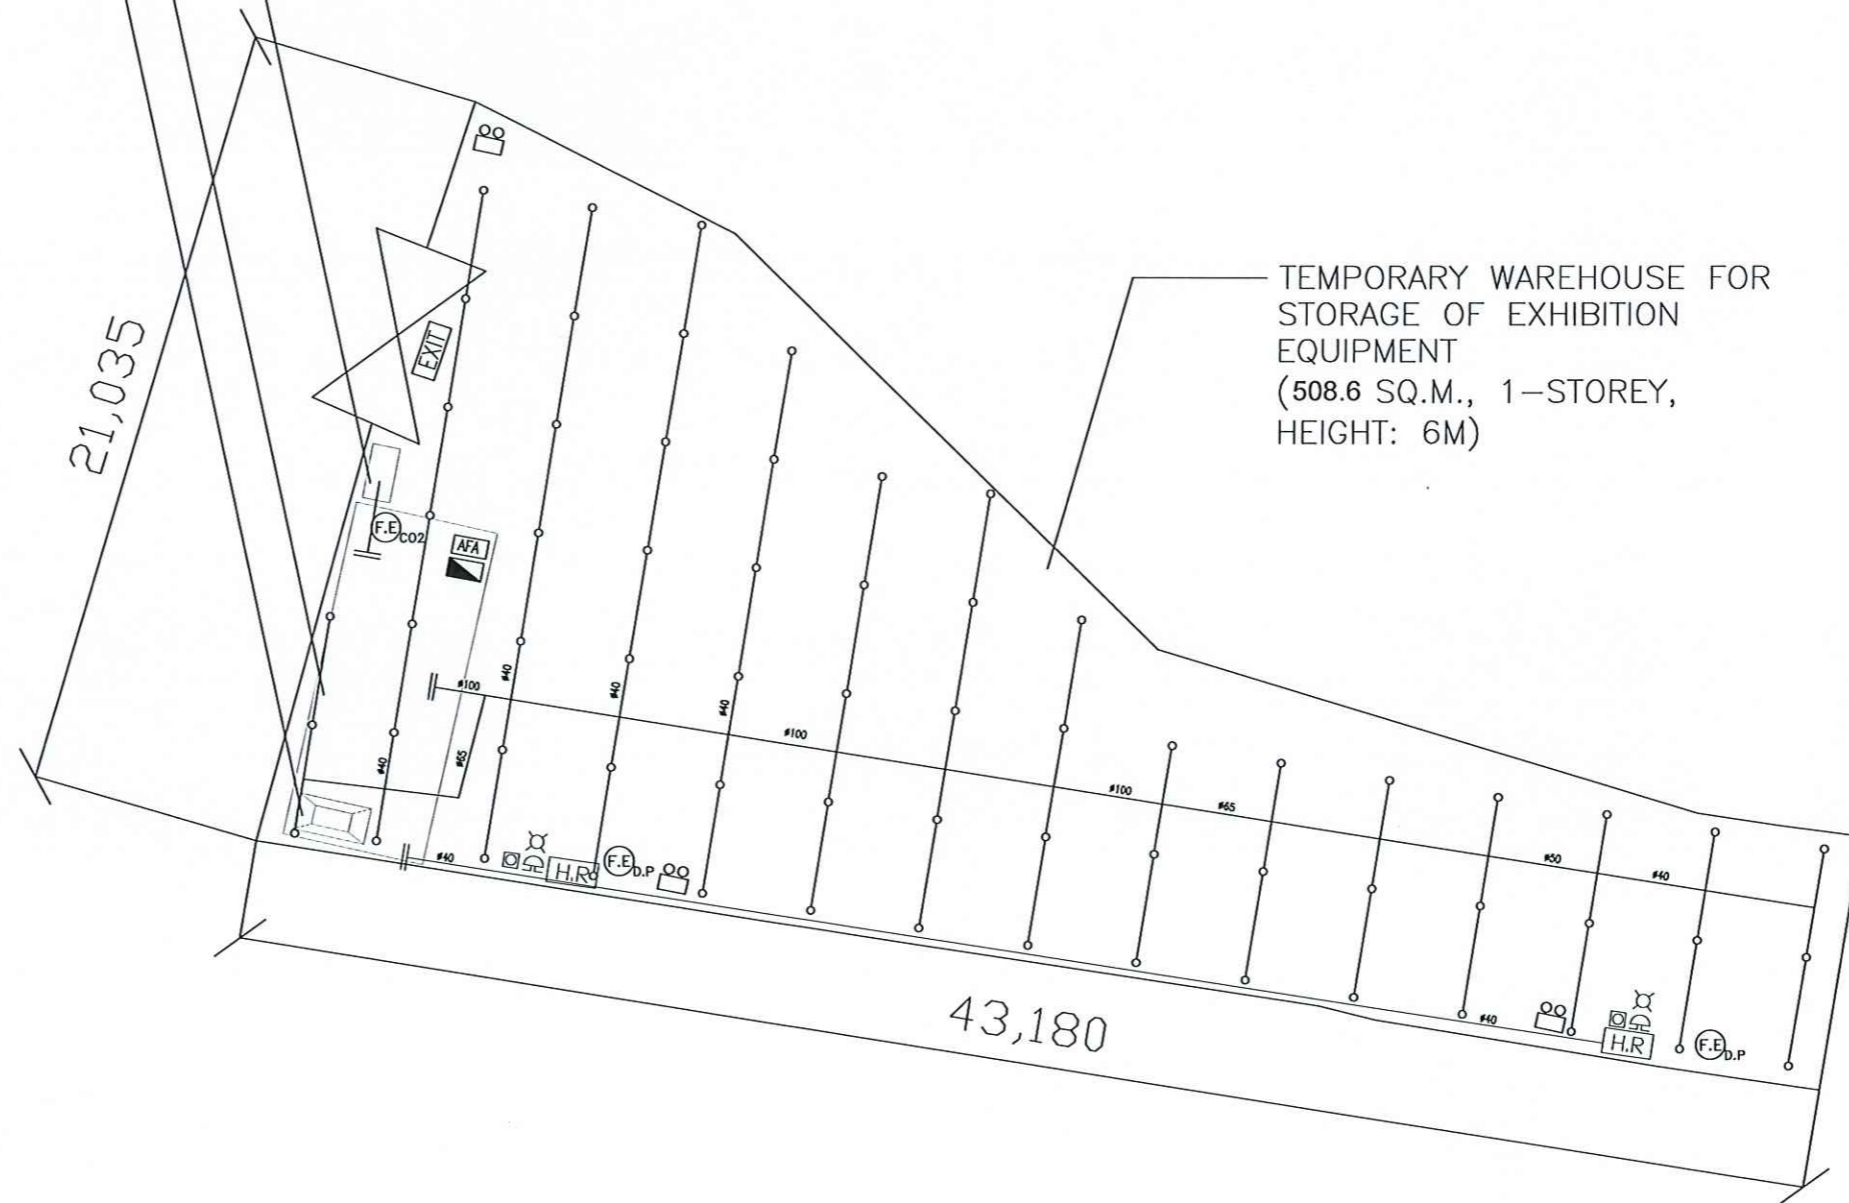 TEMPORARY WAREHOUSE FOR
STORAGE OF EXHIBITION
EQUIPMENT
(508.6 SQ.M., 1-STOREY,
HEIGHT: 6M)
21,035
EXIT
F.E CO2
AFA
ø40
ø40
ø40
ø100
ø100
ø65
ø40
ø100
ø65
ø50
ø40
ø40
H.R
F.E D.P
43,180
ø40
H.R
F.E D.P